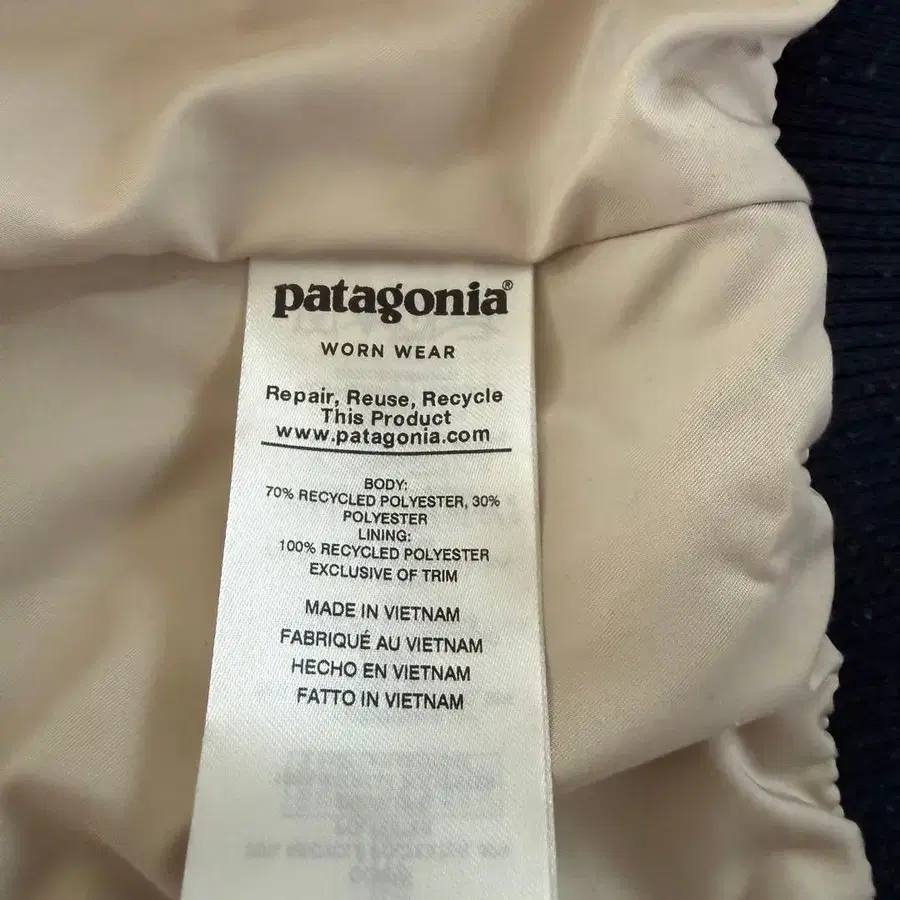 patagonia®
WORN WEAR
Repair, Reuse, Recycle
This Product
www.patagonia.com
BODY:
70% RECYCLED POLYESTER, 30%
POLYESTER
LINING:
100% RECYCLED POLYESTER
EXCLUSIVE OF TRIM
MADE IN VIETNAM
FABRIQUÉ AU VIETNAM
HECHO EN VIETNAM
FATTO IN VIETNAM